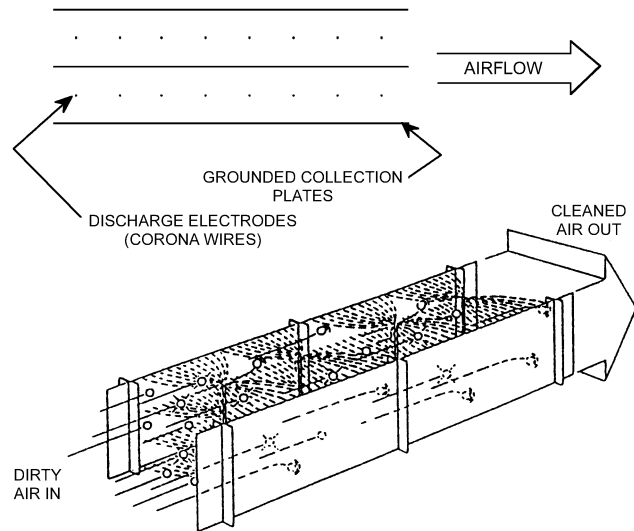 AIRFLOW
GROUNDED COLLECTION
PLATES
DISCHARGE ELECTRODES
(CORONA WIRES)
CLEANED
AIR OUT
DIRTY
AIR IN